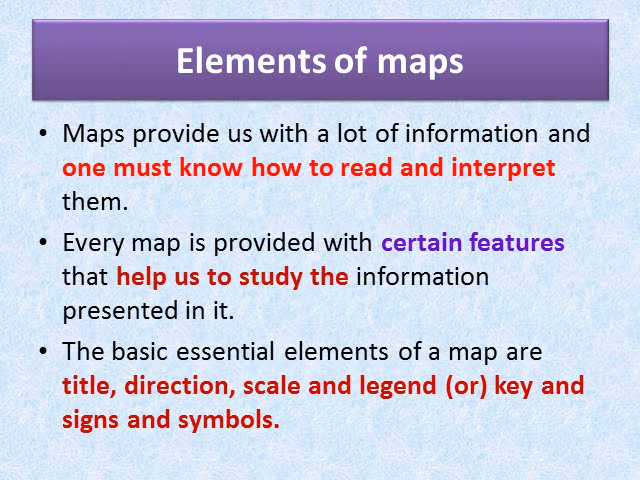 Elements of maps
• Maps provide us with a lot of information and
one must know how to read and interpret
them.
• Every map is provided with certain features
that help us to study the information
presented in it.
• The basic essential elements of a map are
title, direction, scale and legend (or) key and
signs and symbols.